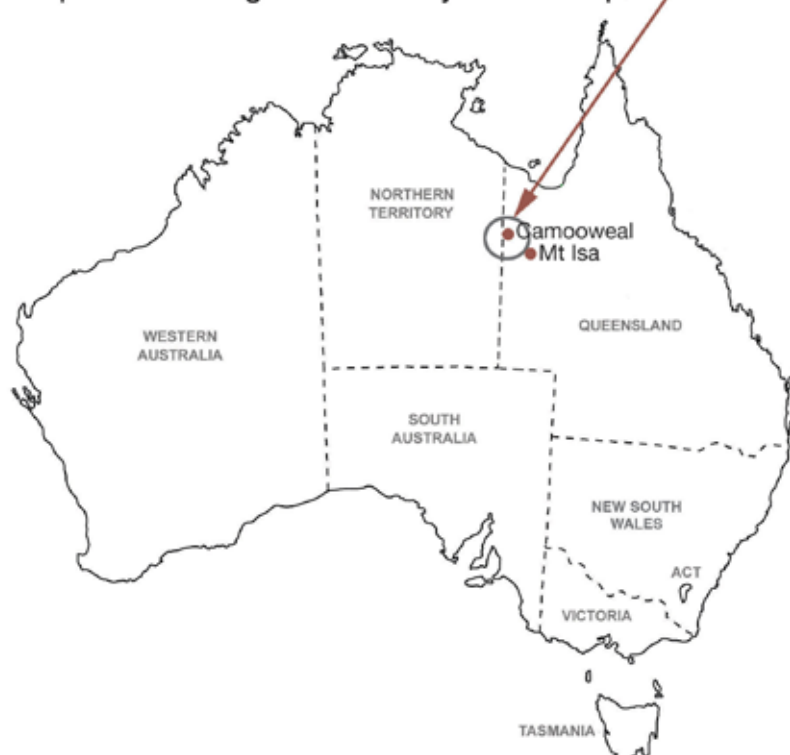 NORTHERN
TERRITORY
Camooweal
Mt Isa
QUEENSLAND
WESTERN
AUSTRALIA
SOUTH
AUSTRALIA
NEW SOUTH
WALES
ACT
VICTORIA
TASMANIA